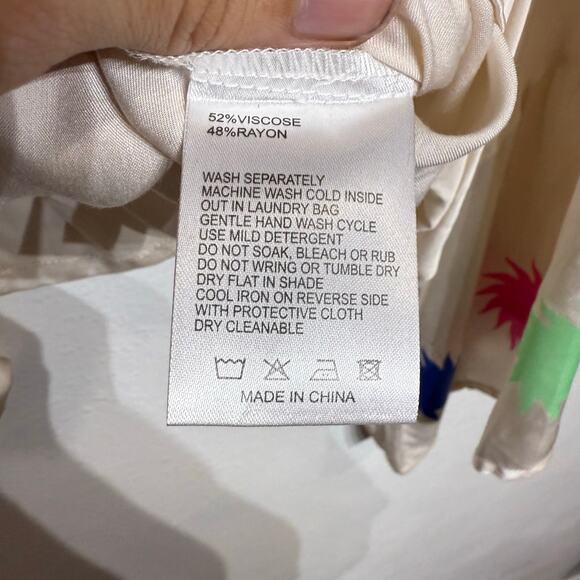 52%VISCOSE
48%RAYON
WASH SEPARATELY
MACHINE WASH COLD INSIDE
OUT IN LAUNDRY BAG
GENTLE HAND WASH CYCLE
USE MILD DETERGENT
DO NOT SOAK, BLEACH OR RUB
DO NOT WRING OR TUMBLE DRY
DRY FLAT IN SHADE
COOL IRON ON REVERSE SIDE
WITH PROTECTIVE CLOTH
DRY CLEANABLE
MADE IN CHINA